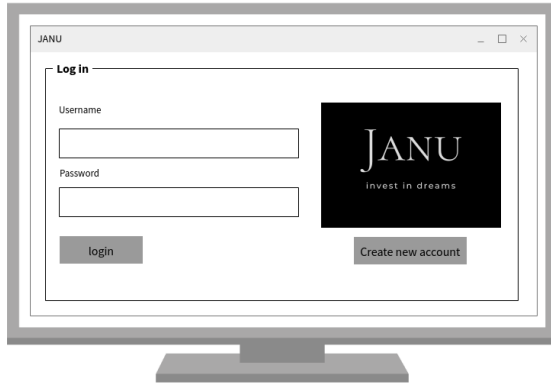 JANU
Log in
Username
Password
login
JANU
invest in dreams
Create new account